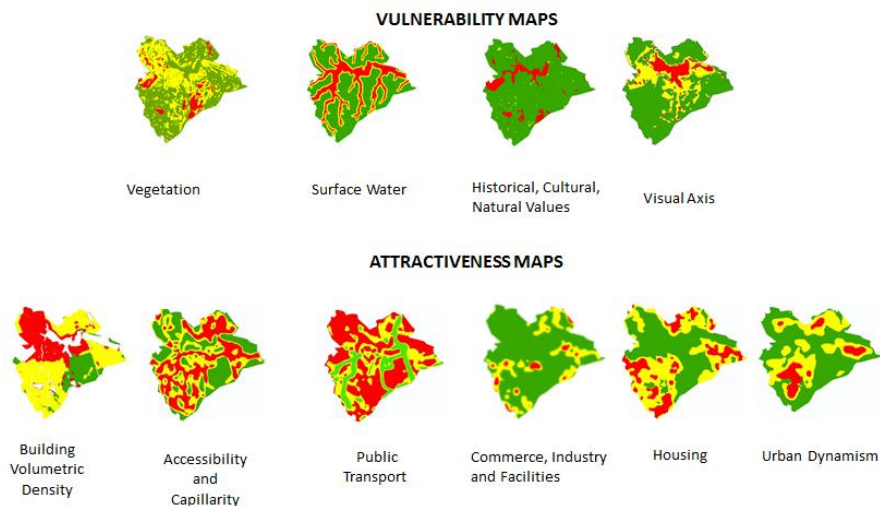 VULNERABILITY MAPS
Vegetation
Surface Water
Historical, Cultural,
Natural Values
Visual Axis
ATTRACTIVENESS MAPS
Building
Volumetric
Density
Accessibility
and
Capillarity
Public
Transport
Commerce, Industry
and Facilities
Housing
Urban Dynamism